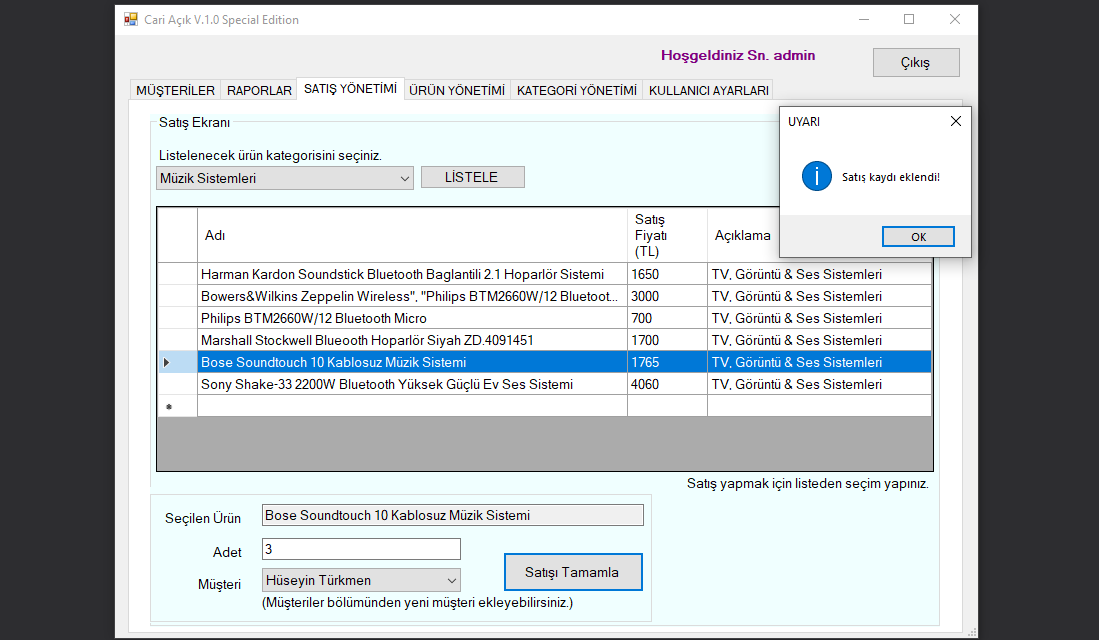 Cari Açık V.1.0 Special Edition
Hoşgeldiniz Sn. admin
Çıkış
MÜŞTERİLER RAPORLAR SATIŞ YÖNETİMİ ÜRÜN YÖNETİMİ KATEGORİ YÖNETİMİ KULLANICI AYARLARI
UYARI
Satış kaydı eklendi!
OK
Satış Ekranı
Listelenecek ürün kategorisini seçiniz.
Müzik Sistemleri LİSTELE
Adı Satış Fiyatı (TL) Açıklama
Harman Kardon Soundstick Bluetooth Baglantili 2.1 Hoparlör Sistemi 1650 TV, Görüntü & Ses Sistemleri
Bowers&Wilkins Zeppelin Wireless", "Philips BTM2660W/12 Bluetoot... 3000 TV, Görüntü & Ses Sistemleri
Philips BTM2660W/12 Bluetooth Micro 700 TV, Görüntü & Ses Sistemleri
Marshall Stockwell Blueooth Hoparlör Siyah ZD.4091451 1700 TV, Görüntü & Ses Sistemleri
Bose Soundtouch 10 Kablosuz Müzik Sistemi 1765 TV, Görüntü & Ses Sistemleri
Sony Shake-33 2200W Bluetooth Yüksek Güçlü Ev Ses Sistemi 4060 TV, Görüntü & Ses Sistemleri
Satış yapmak için listeden seçim yapınız.
Seçilen Ürün Bose Soundtouch 10 Kablosuz Müzik Sistemi
Adet 3
Müşteri Hüseyin Türkmen
Satışı Tamamla
(Müşteriler bölümünden yeni müşteri ekleyebilirsiniz.)